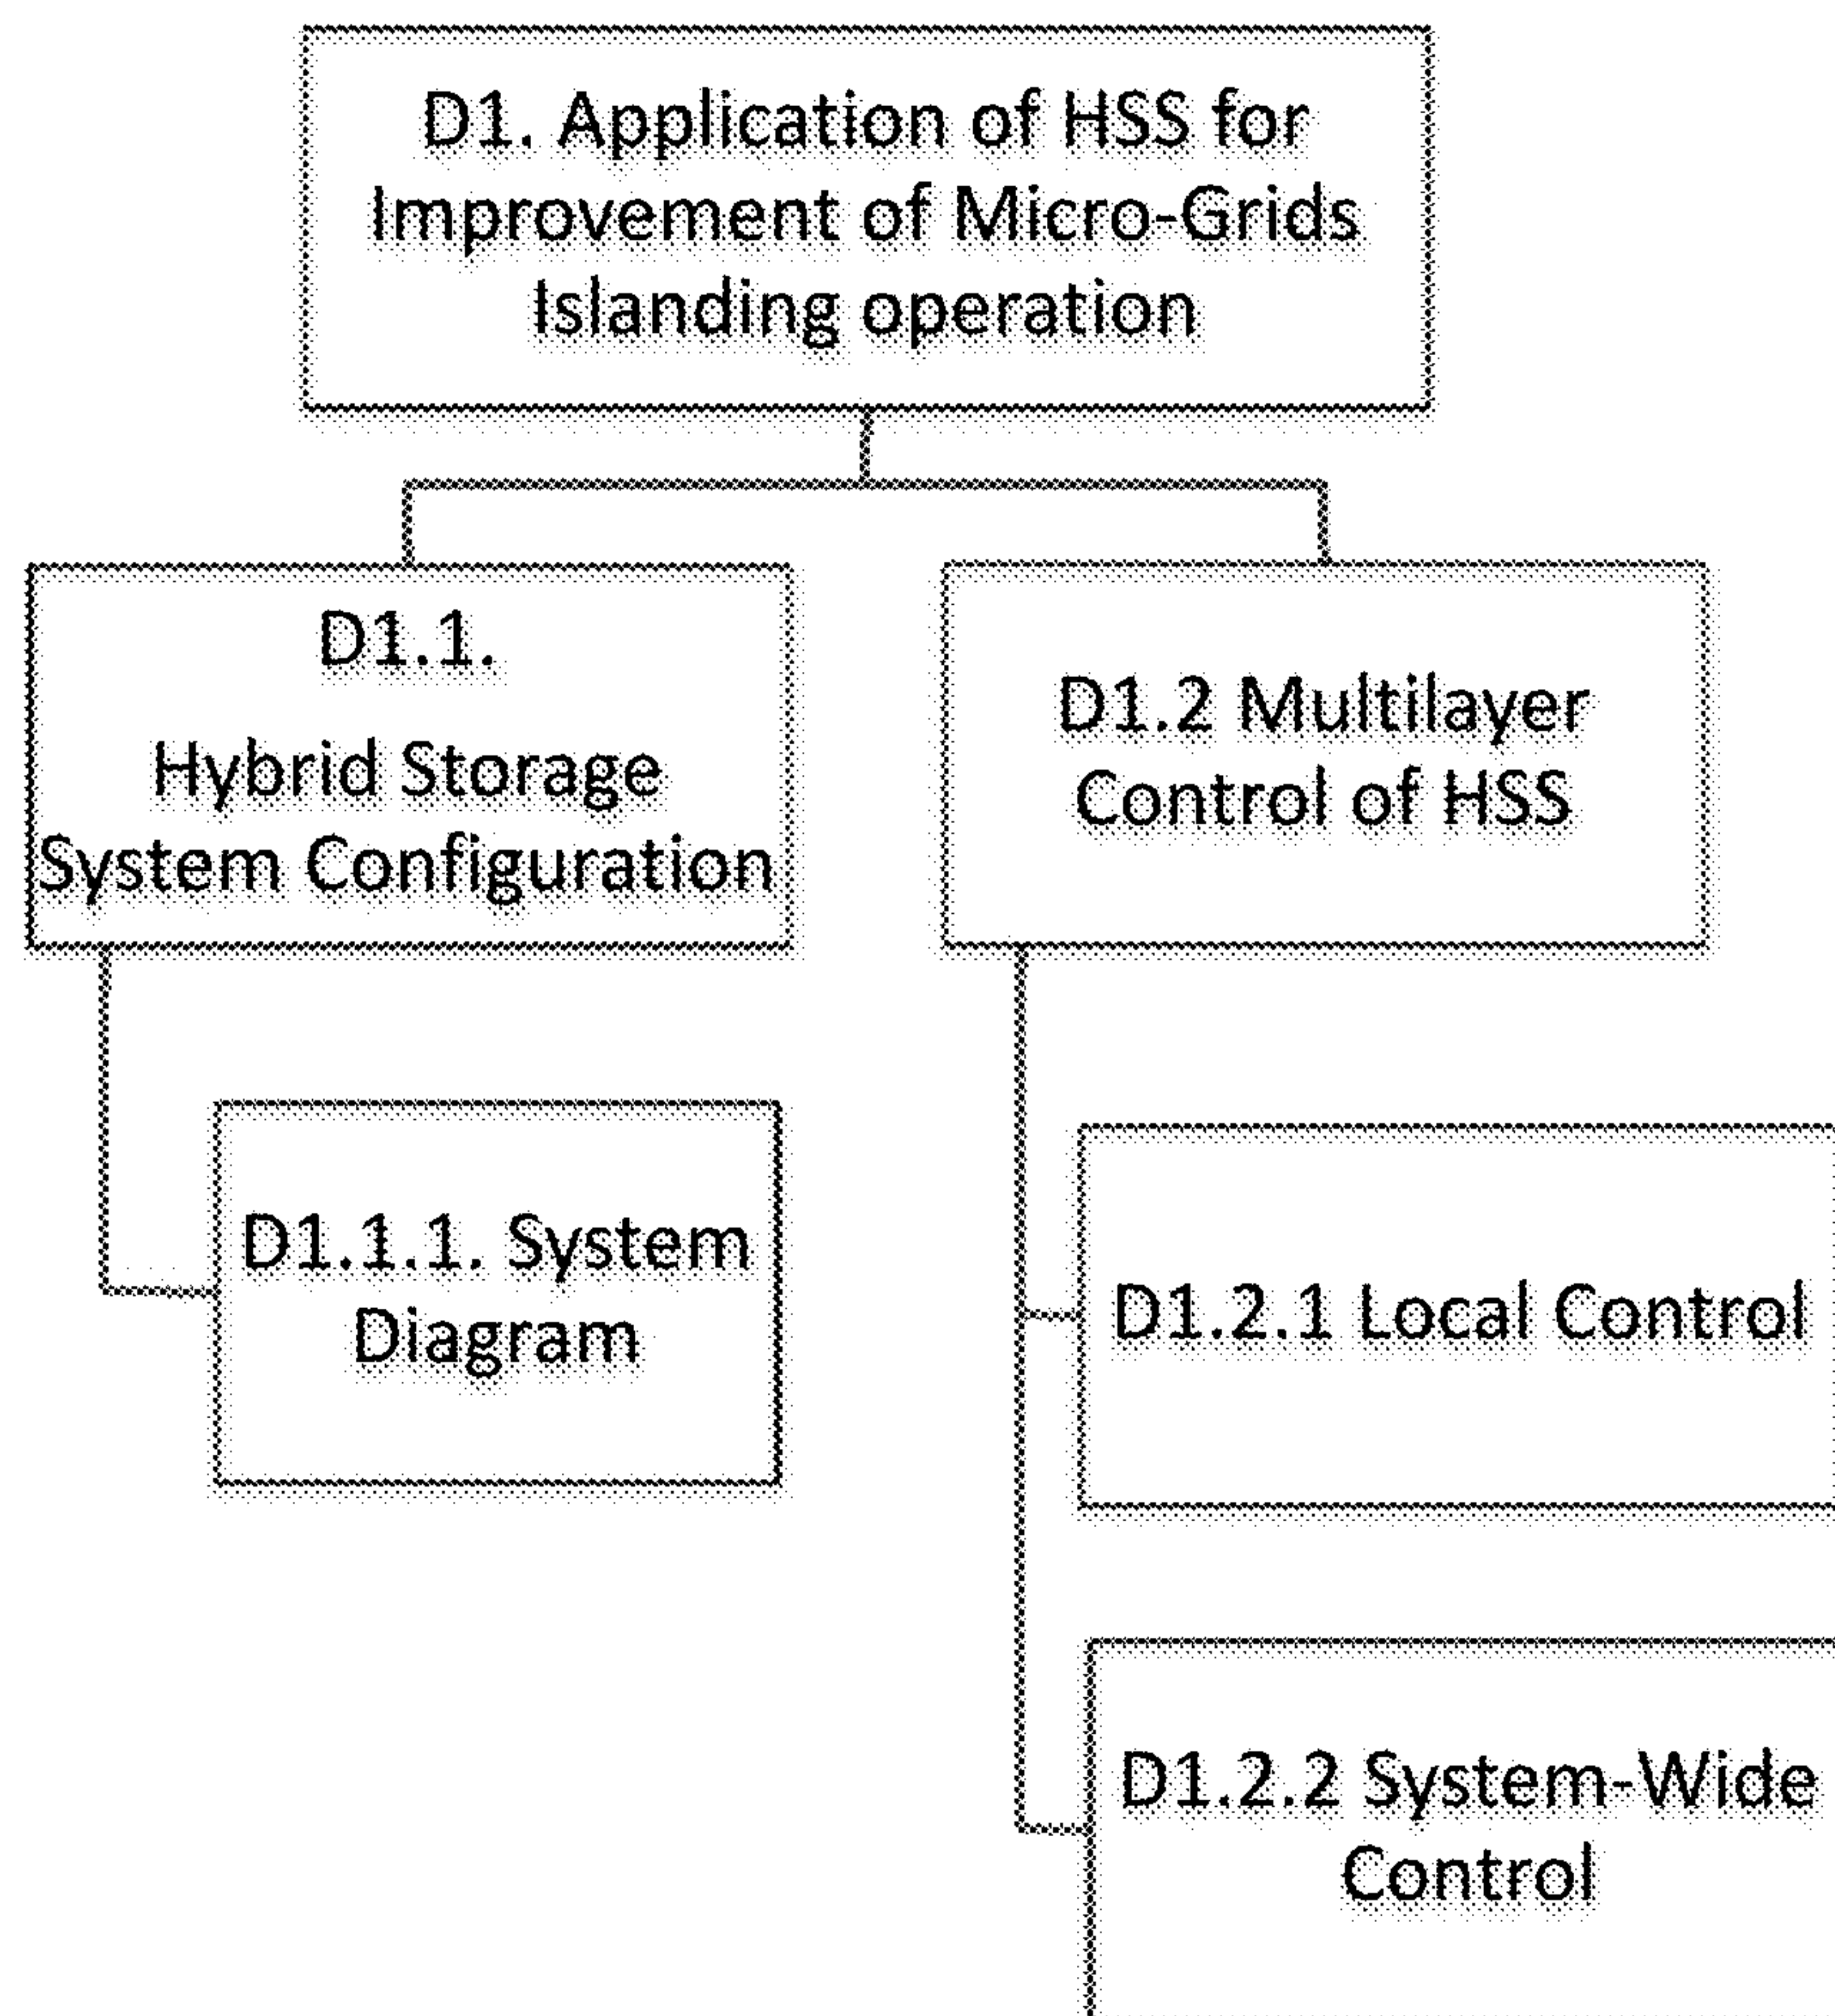 D1. Application of HSS for
Improvement of Micro-Grids
Islanding operation
D1.1.
Hybrid Storage
System Configuration
D1.2 Multilayer
Control of HSS
D1.1.1. System
Diagram
D1.2.1 Local Control
D1.2.2 System-Wide
Control